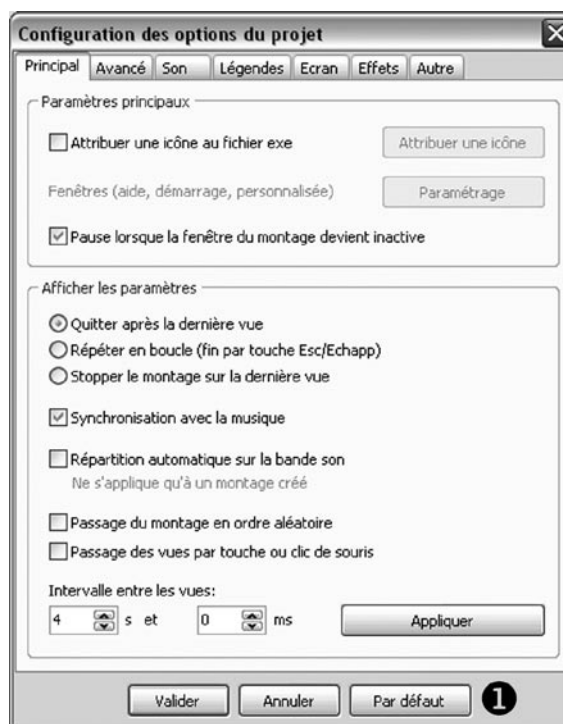 Configuration des options du projet
Principal Avancé Son Légendes Ecran Effets Autre
Paramètres principaux
Attribuer une icône au fichier exe Attribuer une icône
Fenêtres (aide, démarrage, personnalisée) Paramétrage
Pause lorsque la fenêtre du montage devient inactive
Afficher les paramètres
Quitter après la dernière vue
Répéter en boucle (fin par touche Esc/Echapp)
Stopper le montage sur la dernière vue
Synchronisation avec la musique
Répartition automatique sur la bande son
Ne s'applique qu'à un montage créé
Passage du montage en ordre aléatoire
Passage des vues par touche ou clic de souris
Intervalle entre les vues:
4 s et 0 ms Appliquer
Valider Annuler Par défaut 1